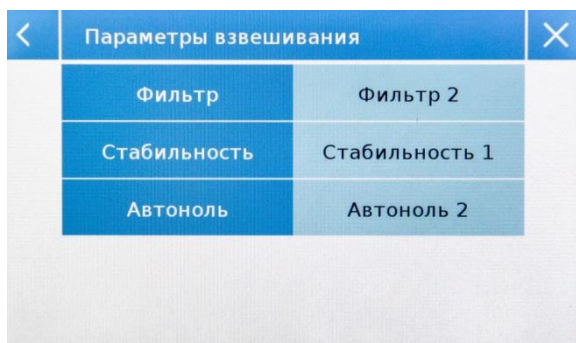 Параметры взвешивания
Фильтр Фильтр 2
Стабильность Стабильность 1
Автоноль Автоноль 2